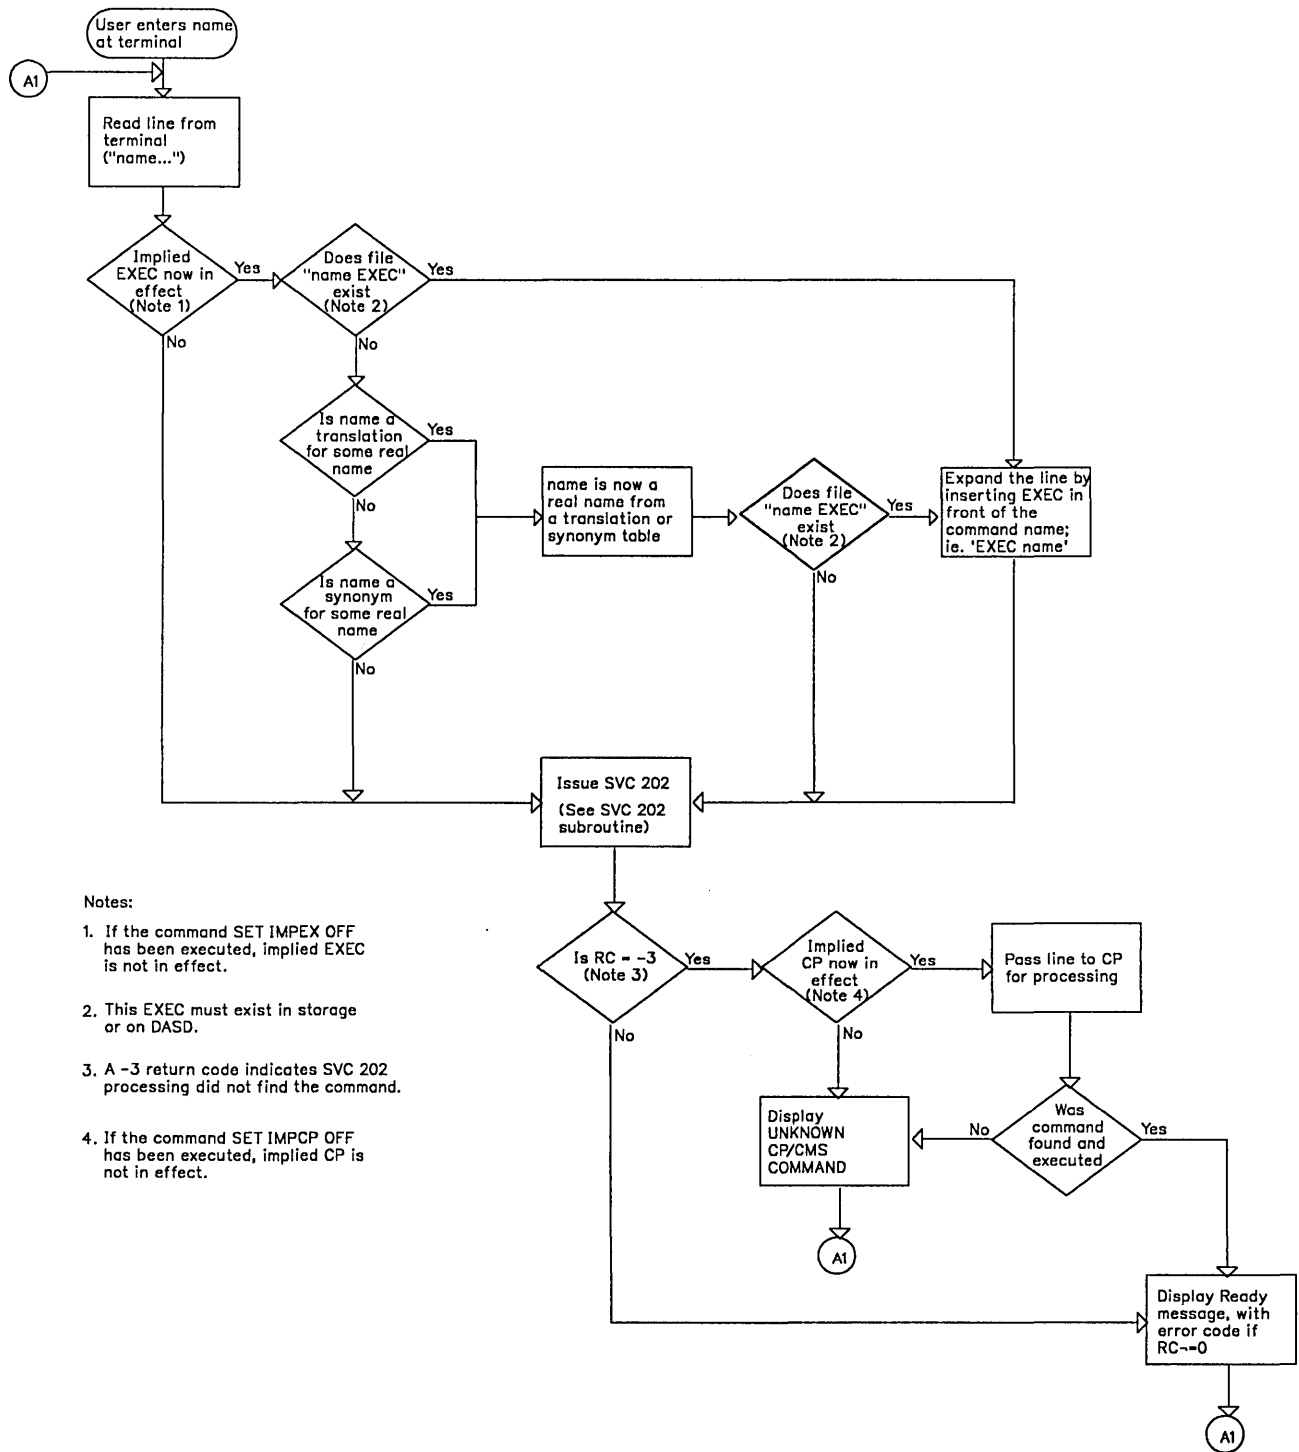 User enters name
at terminal
A1
Read line from
terminal
("name...")
Implied
EXEC now in
effect
(Note 1)
Yes
No
Does file
"name EXEC"
exist
(Note 2)
Yes
No
Is name a
translation
for some real
name
Yes
No
Is name a
synonym
for some real
name
Yes
No
name is now a
real name from
a translation or
synonym table
Does file
"name EXEC"
exist
(Note 2)
Yes
No
Expand the line by
inserting EXEC in
front of the
command name;
ie. 'EXEC name'
Issue SVC 202
(See SVC 202
subroutine)
Is RC = -3
(Note 3)
Yes
No
Implied
CP now in
effect
(Note 4)
Yes
No
Pass line to CP
for processing
Was
command
found and
executed
No
Yes
Display
UNKNOWN
CP/CMS
COMMAND
A1
Display Ready
message, with
error code if
RC¬=0
A1
Notes:
1. If the command SET IMPEX OFF
has been executed, implied EXEC
is not in effect.
2. This EXEC must exist in storage
or on DASD.
3. A -3 return code indicates SVC 202
processing did not find the command.
4. If the command SET IMPCP OFF
has been executed, implied CP is
not in effect.